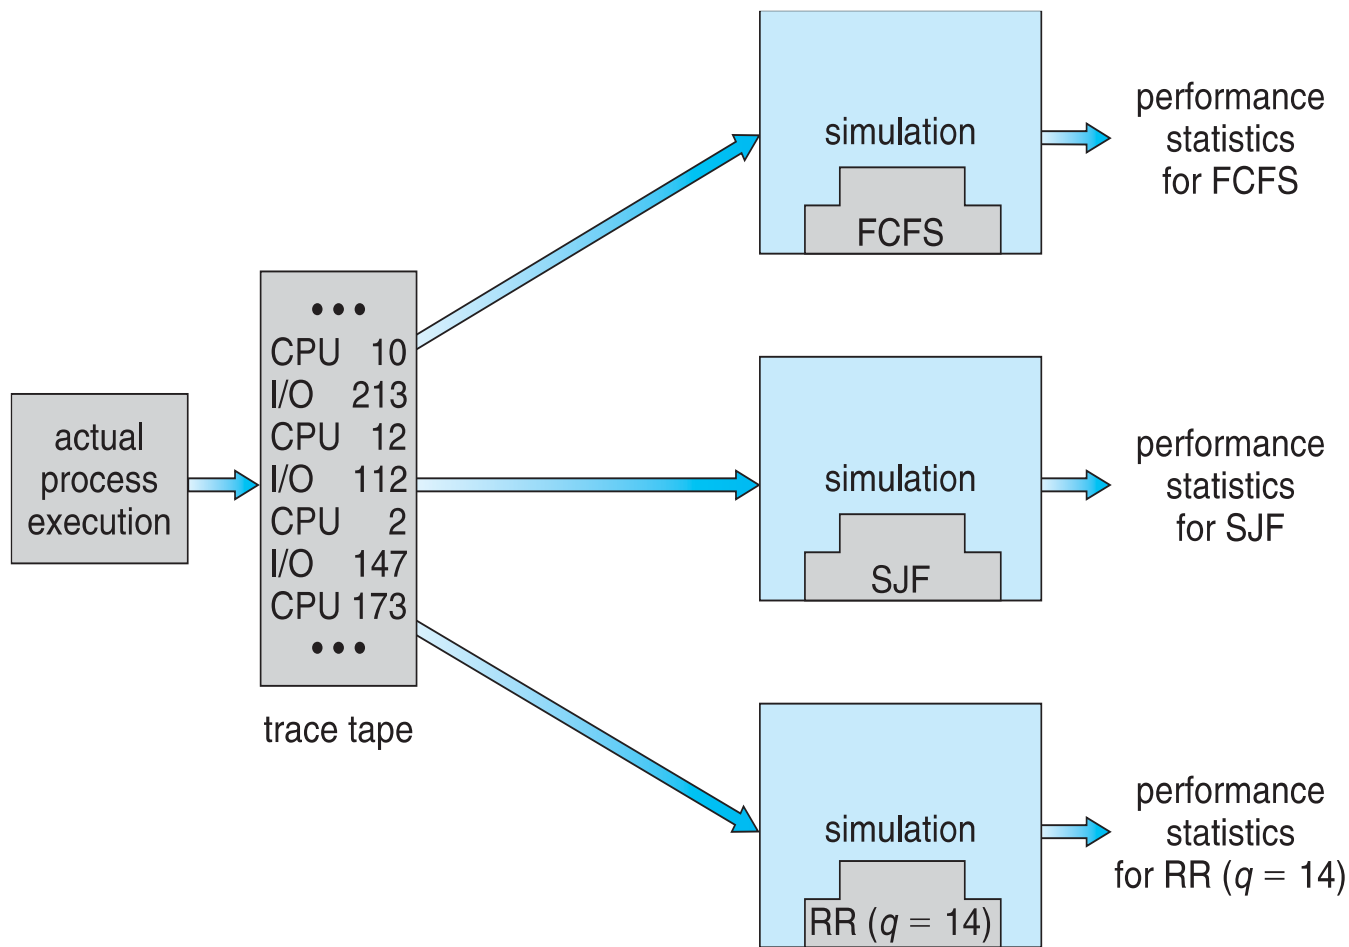 actual
process
execution
•••
CPU 10
I/O 213
CPU 12
I/O 112
CPU 2
I/O 147
CPU 173
•••
trace tape
simulation
FCFS
performance
statistics
for FCFS
simulation
SJF
performance
statistics
for SJF
simulation
RR (q = 14)
performance
statistics
for RR (q = 14)